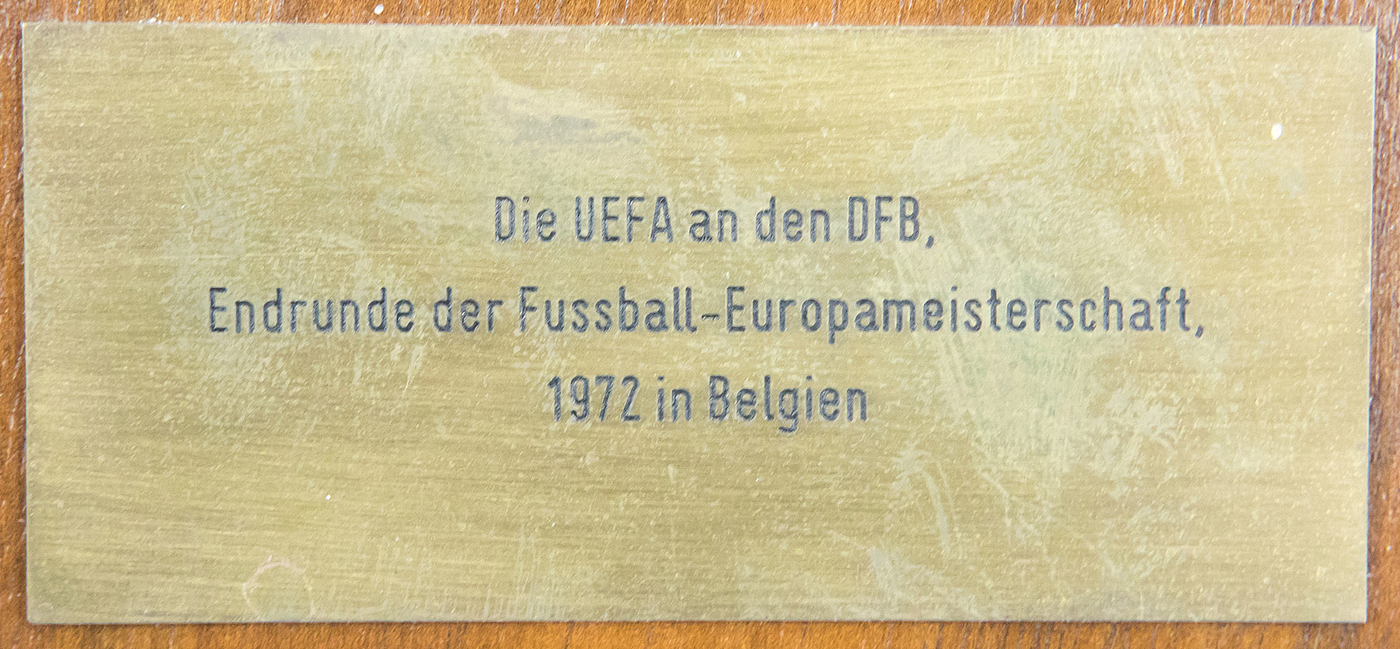 Die UEFA an den DFB,
Endrunde der Fussball-Europameisterschaft,
1972 in Belgien